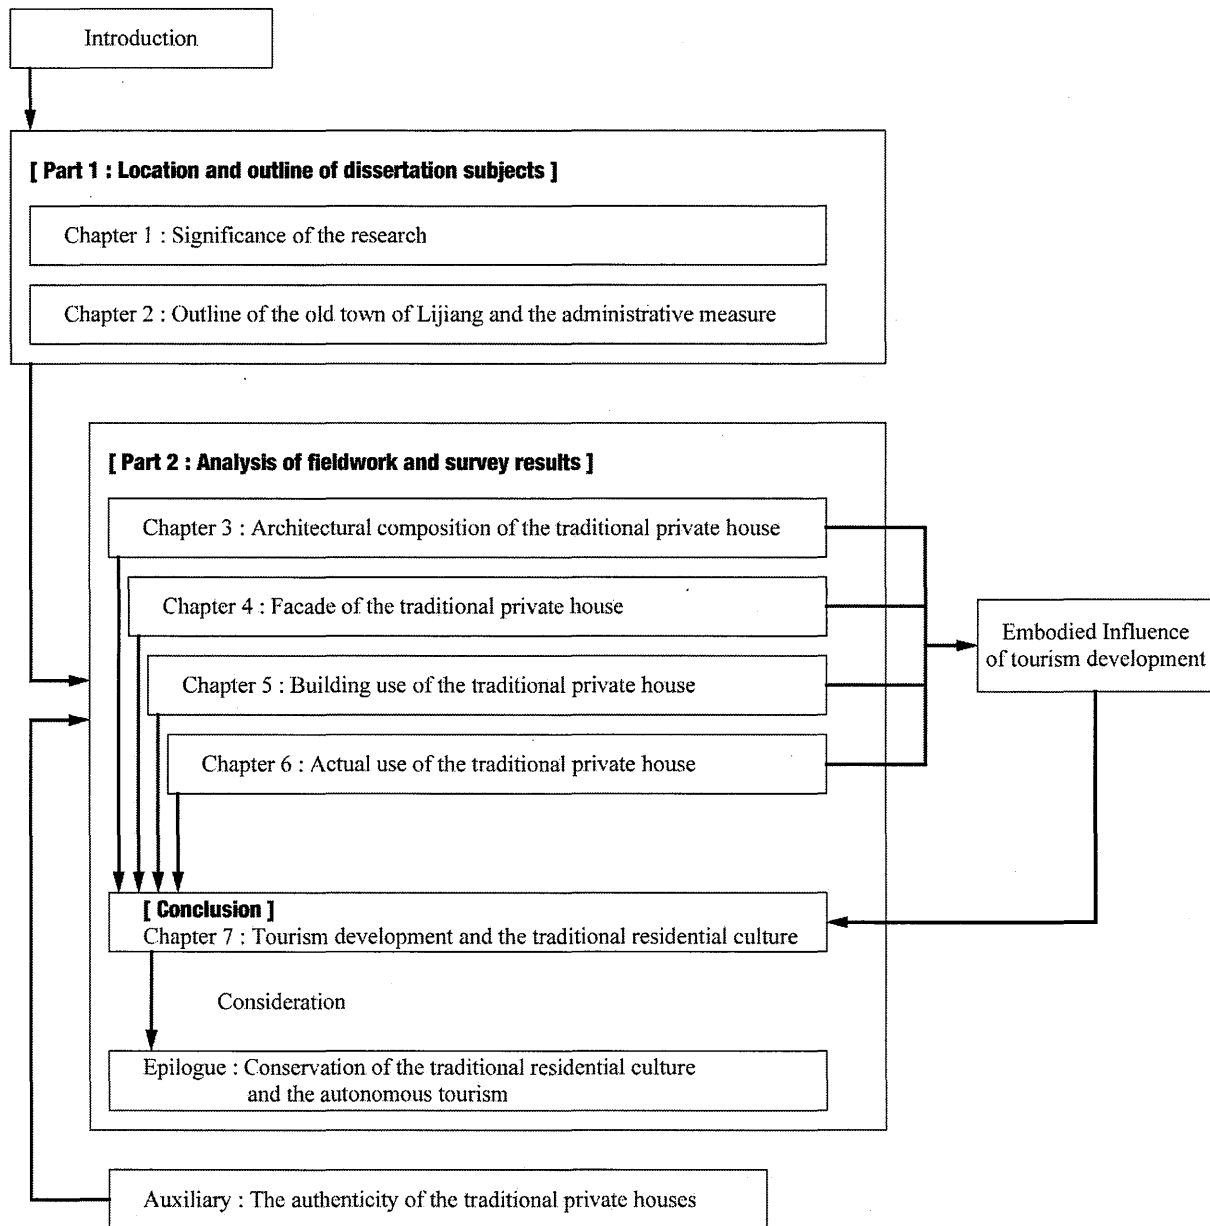 Introduction
[ Part 1 : Location and outline of dissertation subjects ]
Chapter 1 : Significance of the research
Chapter 2 : Outline of the old town of Lijiang and the administrative measure
[ Part 2 : Analysis of fieldwork and survey results ]
Chapter 3 : Architectural composition of the traditional private house
Chapter 4 : Facade of the traditional private house
Chapter 5 : Building use of the traditional private house
Chapter 6 : Actual use of the traditional private house
Embodied Influence
of tourism development
[ Conclusion ]
Chapter 7 : Tourism development and the traditional residential culture
Consideration
Epilogue : Conservation of the traditional residential culture
and the autonomous tourism
Auxiliary : The authenticity of the traditional private houses